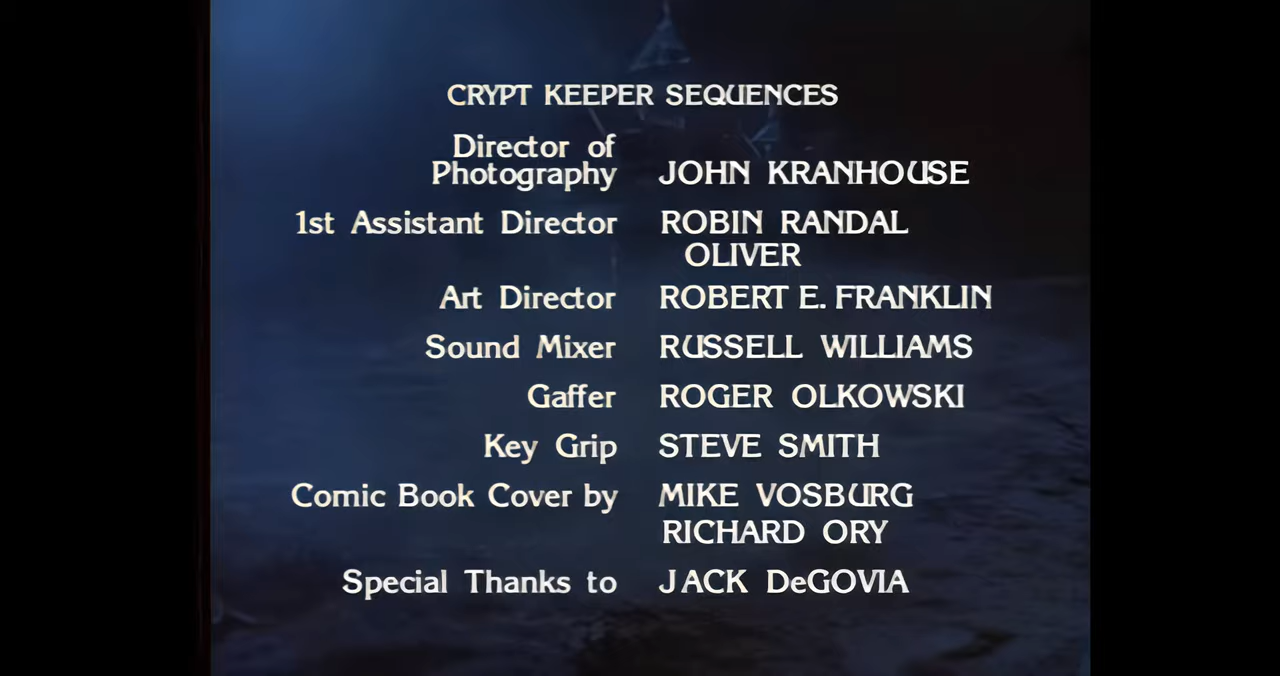 CRYPT KEEPER SEQUENCES
Director of
Photography JOHN KRANHOUSE
1st Assistant Director ROBIN RANDAL
OLIVER
Art Director ROBERT E. FRANKLIN
Sound Mixer RUSSELL WILLIAMS
Gaffer ROGER OLKOWSKI
Key Grip STEVE SMITH
Comic Book Cover by MIKE VOSBURG
RICHARD ORY
Special Thanks to JACK DeGOVIA